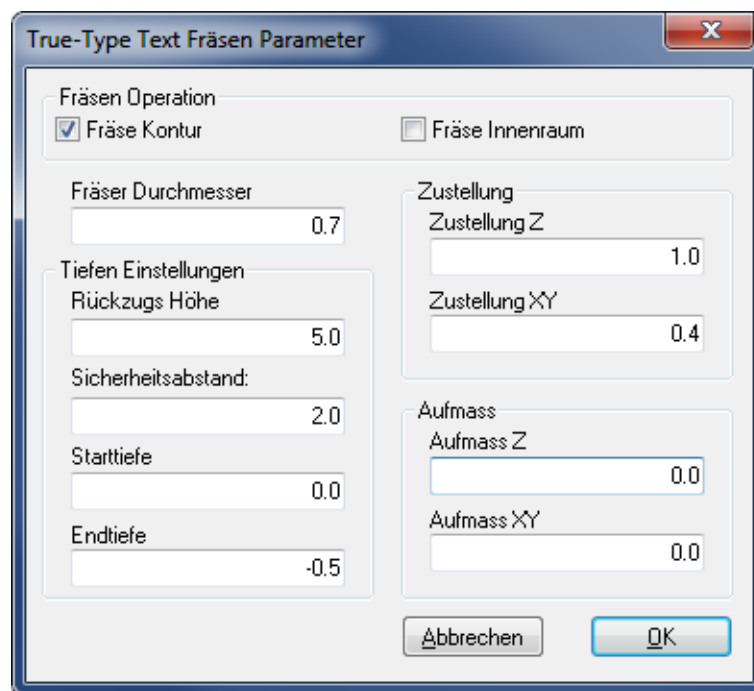 True-Type Text Fräsen Parameter
Fräsen Operation
Fräse Kontur
Fräse Innenraum
Fräser Durchmesser
0.7
Tiefen Einstellungen
Rückzugs Höhe
5.0
Sicherheitsabstand:
2.0
Starttiefe
0.0
Endtiefe
-0.5
Zustellung
Zustellung Z
1.0
Zustellung XY
0.4
Aufmass
Aufmass Z
0.0
Aufmass XY
0.0
Abbrechen
OK